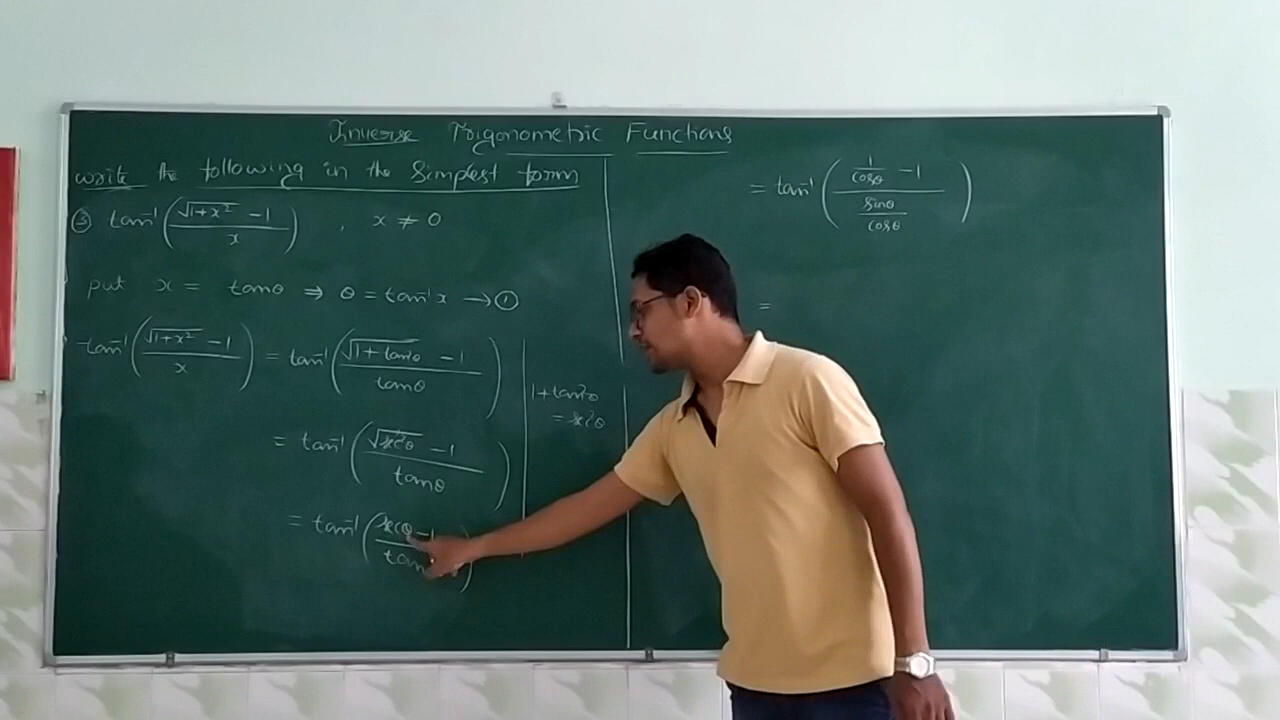 Inverse Trigonometric Functions
Write the following in the Simplest form
③ tan⁻¹((√(1+x²) -1)/x) , x ≠ 0
put x = tanθ ⇒ θ = tan⁻¹x → ①
tan⁻¹((√(1+x²) -1)/x) = tan⁻¹((√(1+tan²θ) -1)/tanθ)
= tan⁻¹((√(sec²θ) -1)/tanθ)
= tan⁻¹((secθ-1)/tan
1+tan²θ
= sec²θ
= tan⁻¹((1/cosθ -1)/(sinθ/cosθ))
=